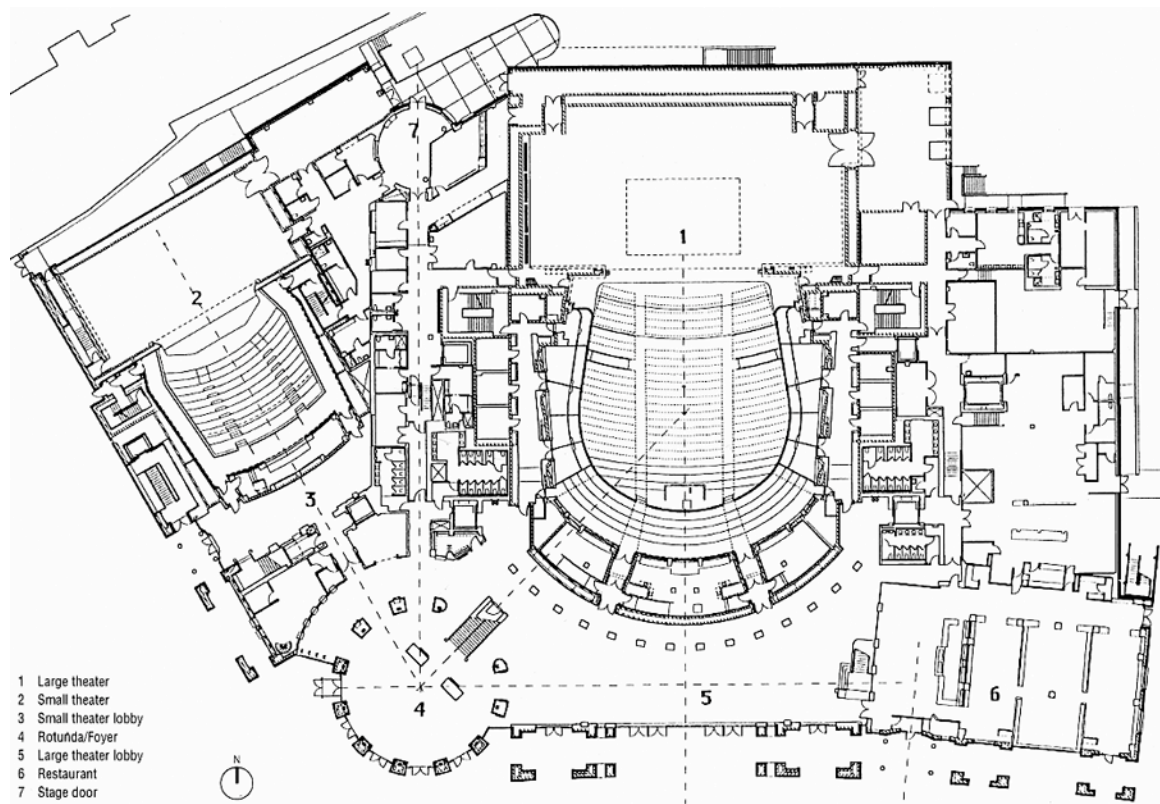 7
1
2
3
4
5
6
1 Large theater
2 Small theater
3 Small theater lobby
4 Rotunda/Foyer
5 Large theater lobby
6 Restaurant
7 Stage door
N